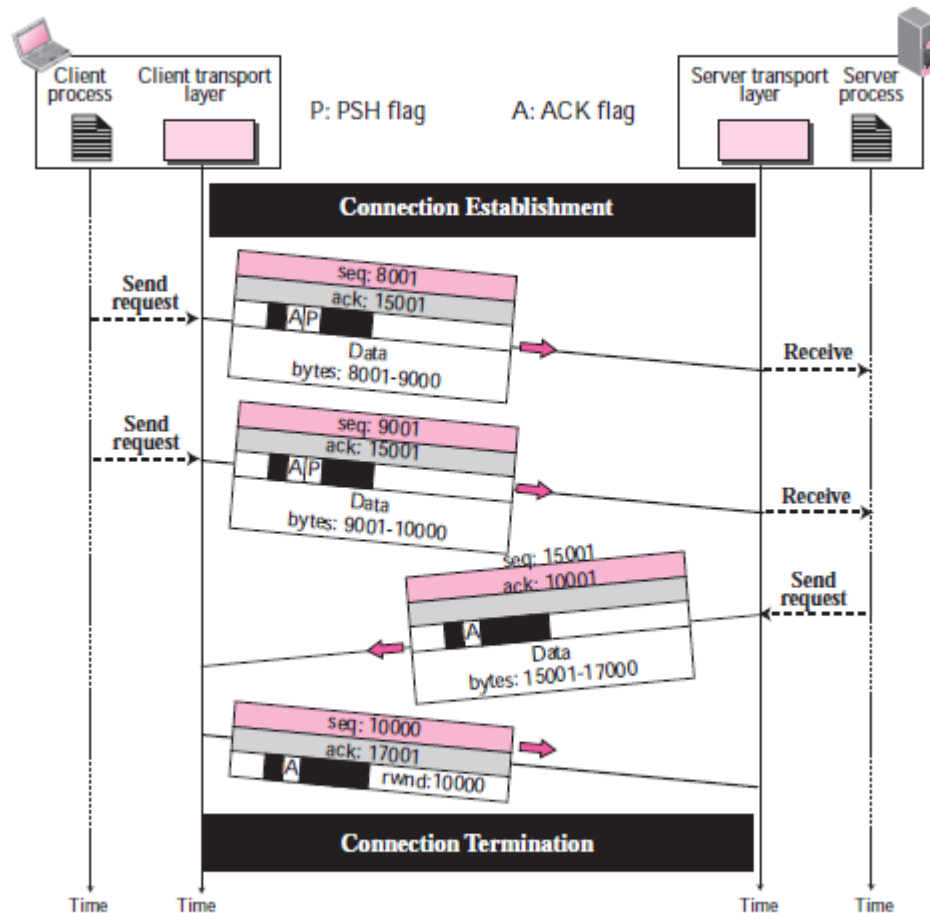 Client process
Client transport layer
P: PSH flag
A: ACK flag
Server transport layer
Server process
Connection Establishment
Send request
seq: 8001
ack: 15001
A P
Data
bytes: 8001-9000
Receive
Send request
seq: 9001
ack: 15001
A P
Data
bytes: 9001-10000
Receive
seq: 15001
ack: 10001
Send request
A
Data
bytes: 15001-17000
seq: 10000
ack: 17001
A
rwnd:10000
Connection Termination
Time
Time
Time
Time